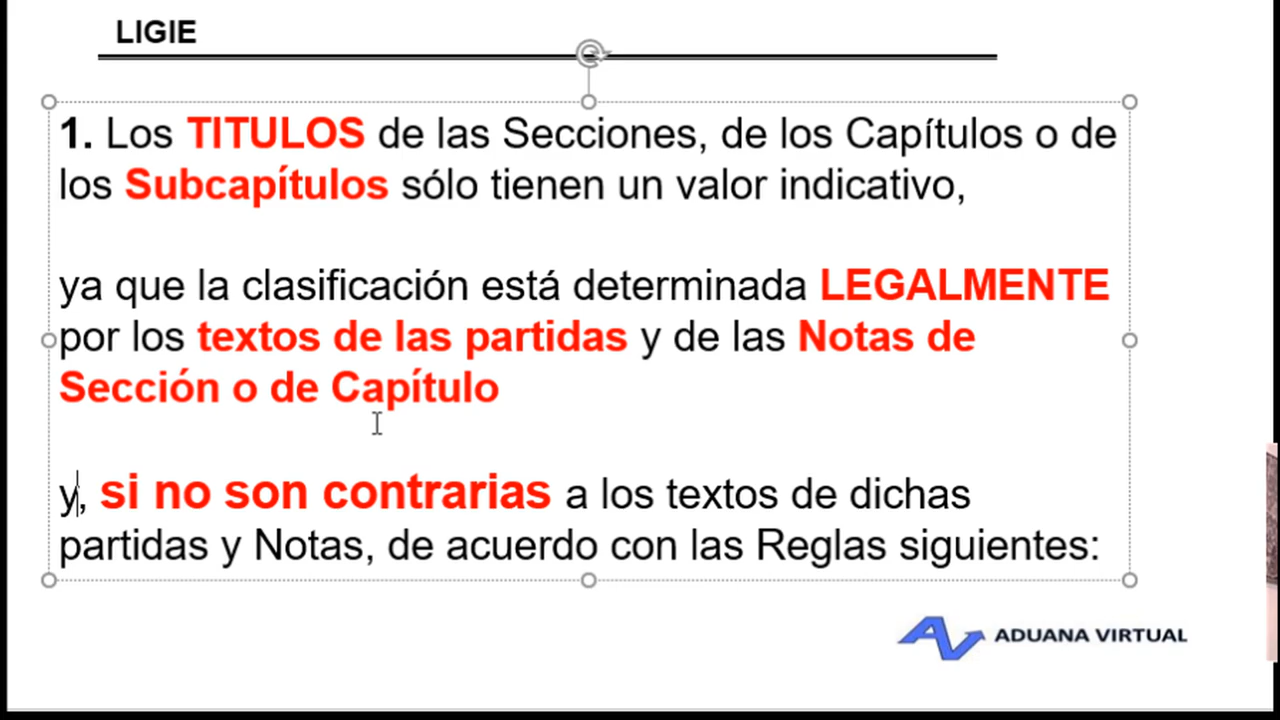 LIGIE
1. Los TITULOS de las Secciones, de los Capítulos o de
los Subcapítulos sólo tienen un valor indicativo,
ya que la clasificación está determinada LEGALMENTE
por los textos de las partidas y de las Notas de
Sección o de Capítulo
y, si no son contrarias a los textos de dichas
partidas y Notas, de acuerdo con las Reglas siguientes:
AV ADUANA VIRTUAL